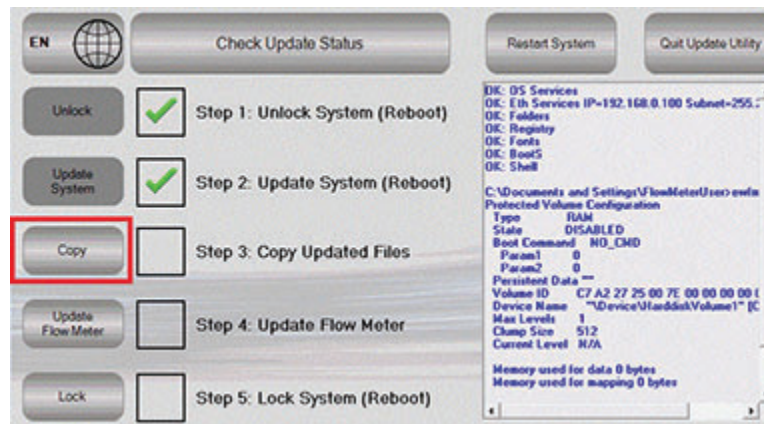 EN
Check Update Status
Restart System
Quit Update Utility
Unlock
Step 1: Unlock System (Reboot)
Update
System
Step 2: Update System (Reboot)
Copy
Step 3: Copy Updated Files
Update
Flow Meter
Step 4: Update Flow Meter
Lock
Step 5: Lock System (Reboot)
OK: OS Services
OK: Eth Services IP=192.168.0.100 Subnet=255.
OK: Folders
OK: Registry
OK: Fonts
OK: BootS
OK: Shell
C:\Documents and Settings\FlowMeterUser>ewfm
Protected Volume Configuration
Type RAM
State DISABLED
Boot Command NO_CMD
Param1 0
Param2 0
Persistent Data ""
Volume ID C7 A2 27 25 00 7E 00 00 00 00
Device Name "\Device\HarddiskVolume1" [C
Max Levels 1
Clump Size 512
Current Level N/A
Memory used for data 0 bytes
Memory used for mapping 0 bytes